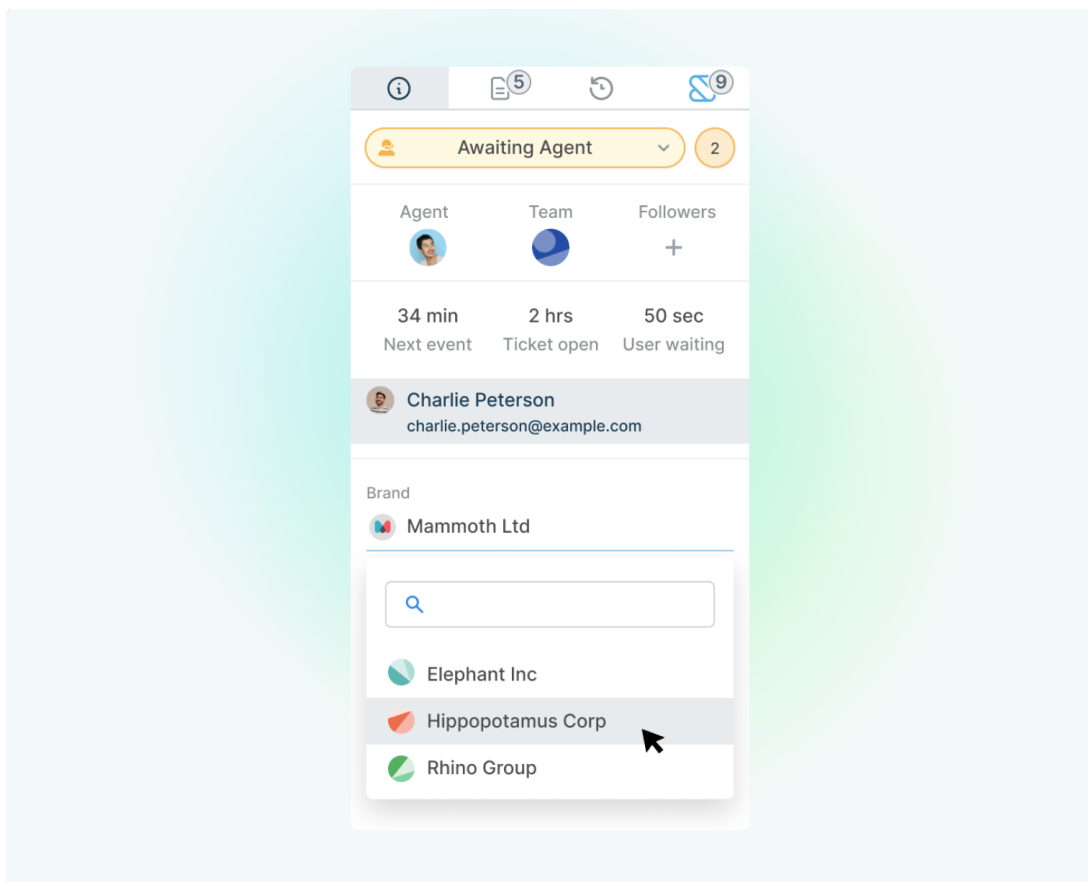 5
9
Awaiting Agent
2
Agent Team Followers
34 min 2 hrs 50 sec
Next event Ticket open User waiting
Charlie Peterson
charlie.peterson@example.com
Brand
Mammoth Ltd
Elephant Inc
Hippopotamus Corp
Rhino Group